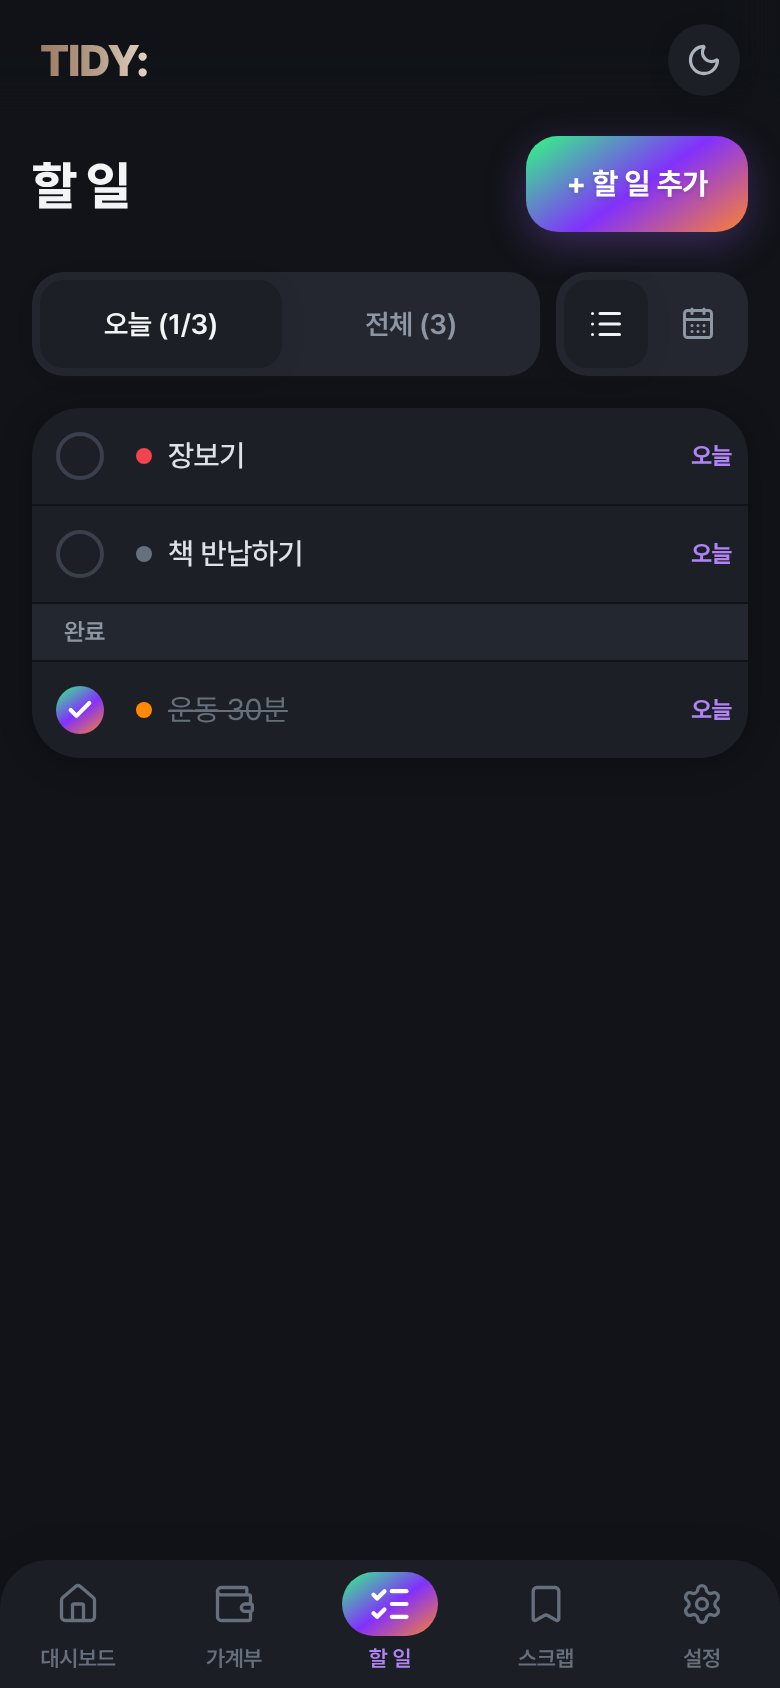 TIDY:
할 일
+ 할 일 추가
오늘 (1/3)
전체 (3)
장보기
오늘
책 반납하기
오늘
완료
운동 30분
오늘
대시보드
가계부
할 일
스크랩
설정